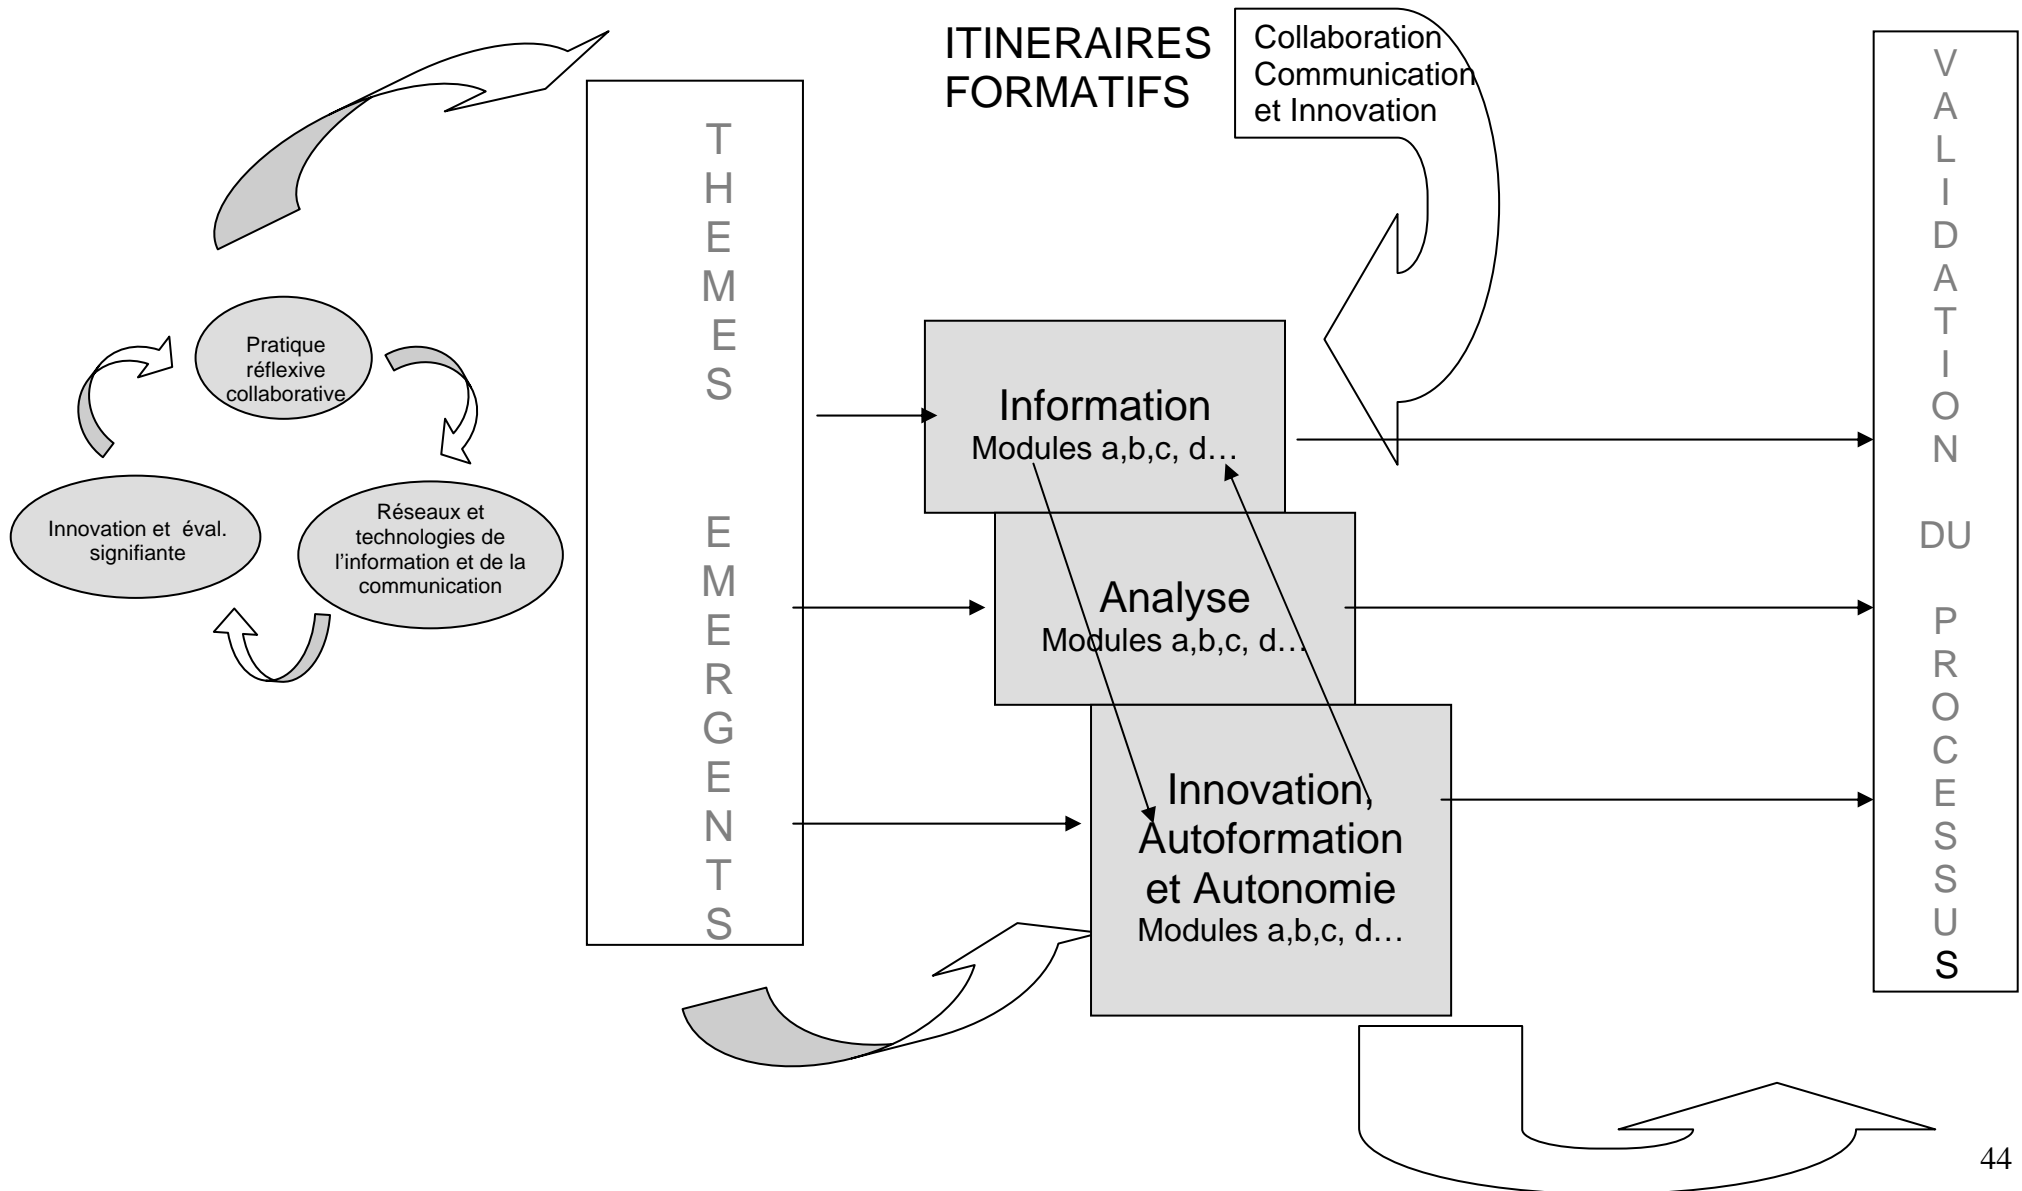 ITINERAIRES
FORMATIFS
Collaboration
Communication
et Innovation
Pratique
réflexive
collaborative
Innovation et éval.
signifiante
Réseaux et
technologies de
l'information et de la
communication
T
H
E
M
E
S
E
M
E
R
G
E
N
T
S
Information
Modules a,b,c, d…
Analyse
Modules a,b,c, d…
Innovation,
Autoformation
et Autonomie
Modules a,b,c, d…
V
A
L
I
D
A
T
I
O
N
DU
P
R
O
C
E
S
S
U
S
44